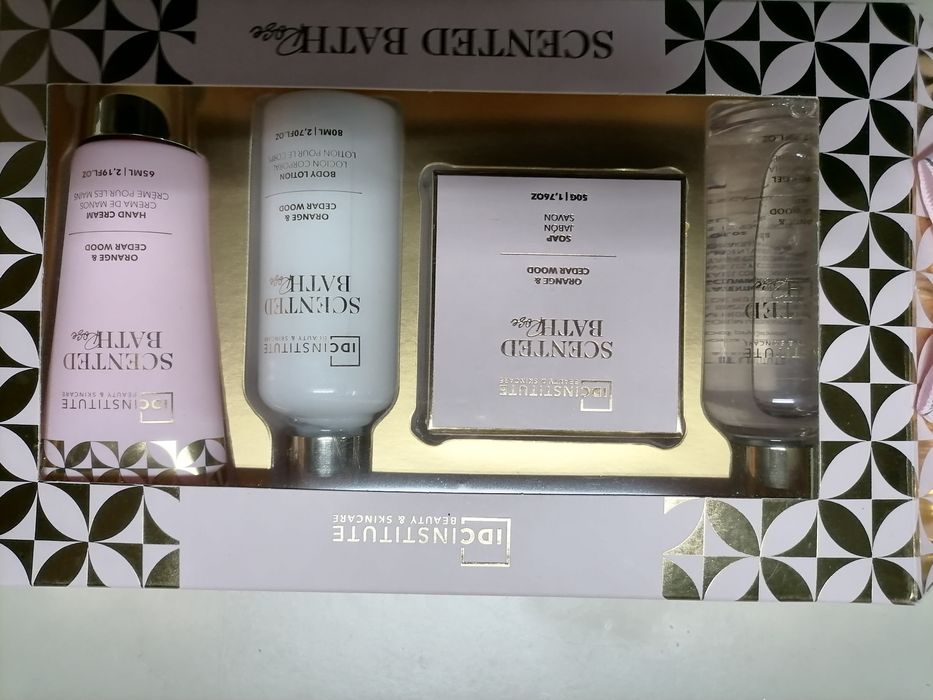 iDC INSTITUTE
BEAUTY & SKINCARE
iDC INSTITUTE
BEAUTY & SKINCARE
SCENTED
BATH Rose
ORANGE &
CEDAR WOOD
SOAP
JABÓN
SAVON
50G | 1,76OZ
iDC INSTITUTE
BEAUTY & SKINCARE
SCENTED
BATH Rose
ORANGE &
CEDAR WOOD
BODY LOTION
LOCIÓN CORPORAL
LOTION POUR LE CORPS
80ML | 2,70FL.OZ
iDC INSTITUTE
BEAUTY & SKINCARE
SCENTED
BATH Rose
ORANGE &
CEDAR WOOD
HAND CREAM
CREMA DE MANOS
CRÈME POUR LES MAINS
65ML | 2,19FL.OZ
SCENTED BATH Rose